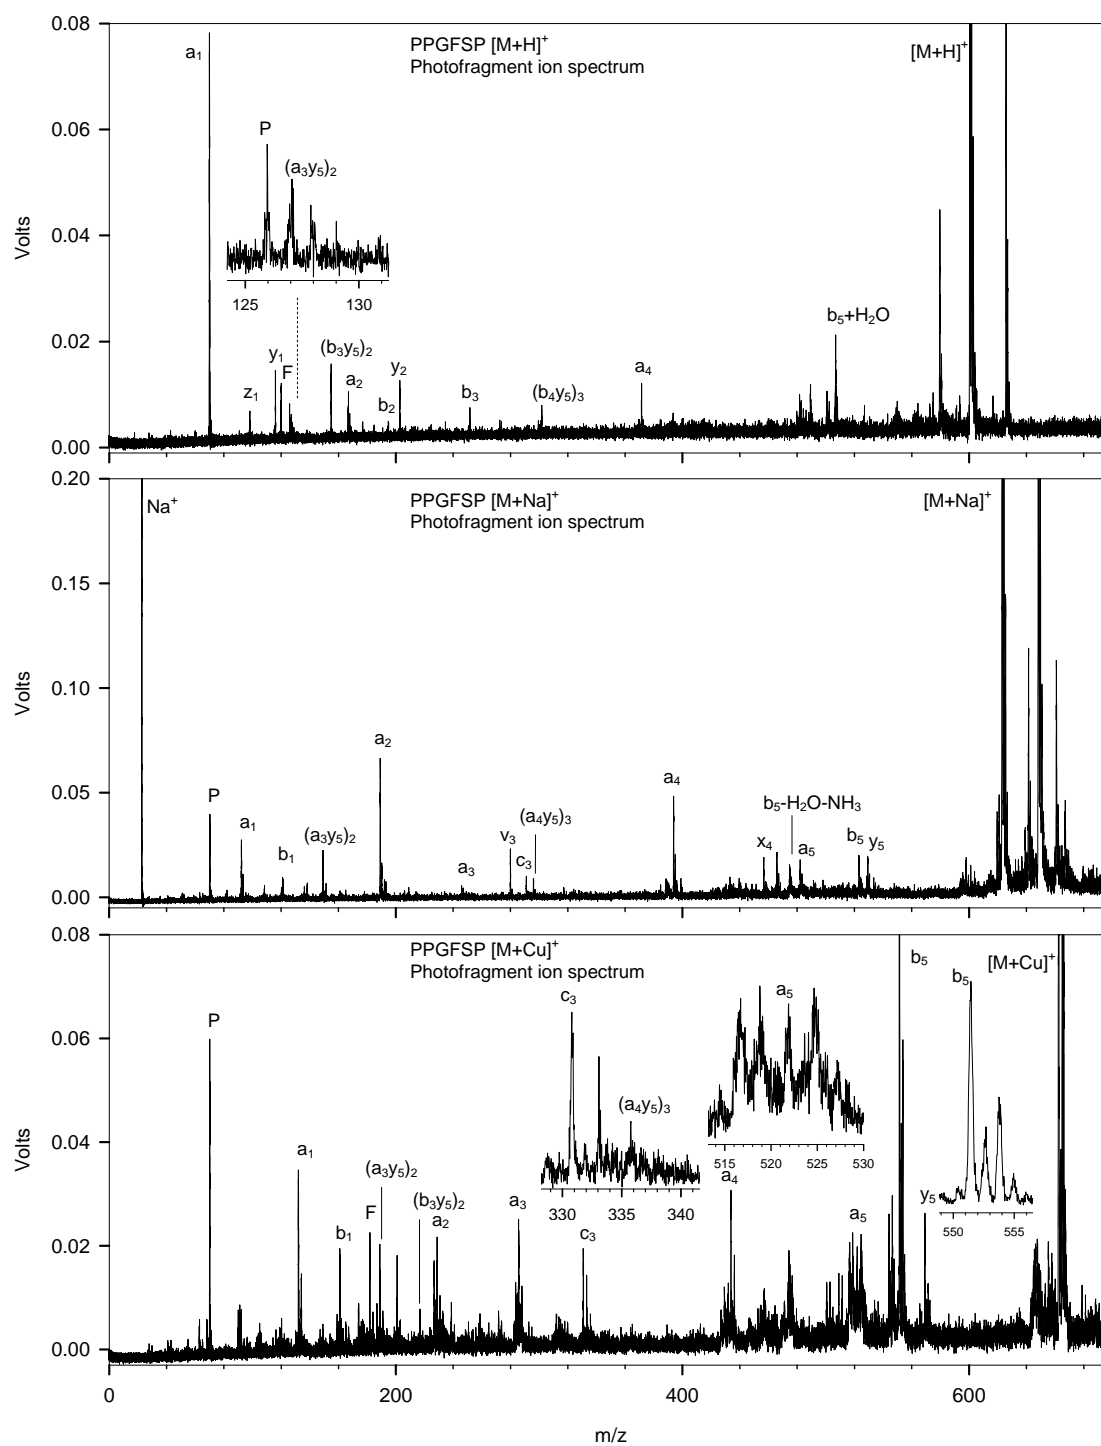 0.08
0.06
0.04
0.02
0.00
Volts
PPGFSP [M+H]⁺
Photofragment ion spectrum
[M+H]⁺
a₁
P
(a₃y₅)₂
125
130
z₁
y₁
F
(b₃y₅)₂
a₂
b₂
y₂
b₃
(b₄y₅)₃
a₄
b₅+H₂O
0.20
0.15
0.10
0.05
0.00
Volts
Na⁺
PPGFSP [M+Na]⁺
Photofragment ion spectrum
[M+Na]⁺
P
a₁
b₁
(a₃y₅)₂
a₂
a₃
v₃
c₃
(a₄y₅)₃
a₄
x₄
b₅-H₂O-NH₃
a₅
b₅
y₅
0.08
0.06
0.04
0.02
0.00
Volts
PPGFSP [M+Cu]⁺
Photofragment ion spectrum
[M+Cu]⁺
P
a₁
b₁
F
(a₃y₅)₂
(b₃y₅)₂
a₂
a₃
c₃
c₃
(a₄y₅)₃
330
335
340
a₅
515
520
525
530
a₄
a₅
b₅
y₅
b₅
550
555
0
200
400
600
m/z